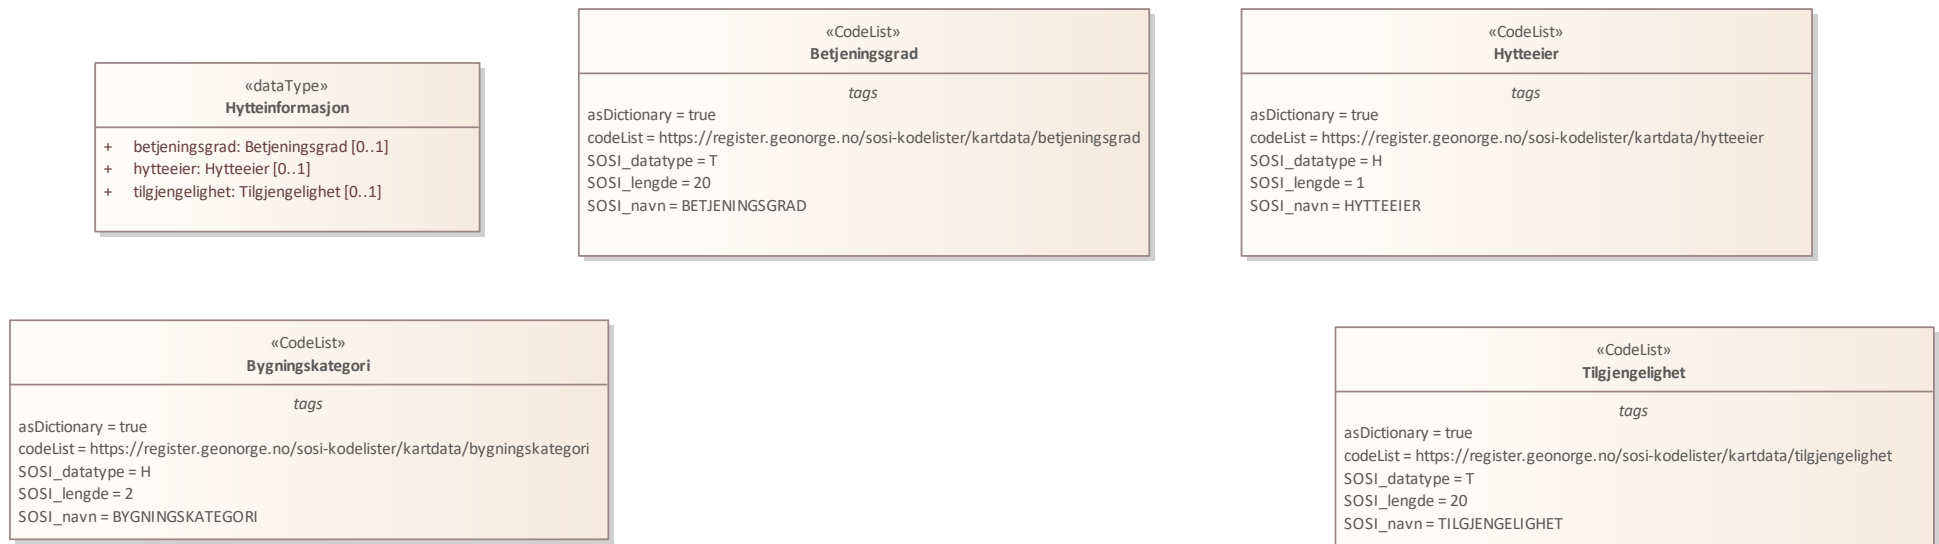 «dataType»
Hytteinformasjon
+ betjeningsgrad: Betjeningsgrad [0..1]
+ hytteeier: Hytteeier [0..1]
+ tilgjengelighet: Tilgjengelighet [0..1]
«CodeList»
Betjeningsgrad
tags
asDictionary = true
codeList = https://register.geonorge.no/sosi-kodelister/kartdata/betjeningsgrad
SOSI_datatype = T
SOSI_lengde = 20
SOSI_navn = BETJENINGSGRAD
«CodeList»
Hytteeier
tags
asDictionary = true
codeList = https://register.geonorge.no/sosi-kodelister/kartdata/hytteeier
SOSI_datatype = H
SOSI_lengde = 1
SOSI_navn = HYTTEEIER
«CodeList»
Bygningskategori
tags
asDictionary = true
codeList = https://register.geonorge.no/sosi-kodelister/kartdata/bygningskategori
SOSI_datatype = H
SOSI_lengde = 2
SOSI_navn = BYGNINGSKATEGORI
«CodeList»
Tilgjengelighet
tags
asDictionary = true
codeList = https://register.geonorge.no/sosi-kodelister/kartdata/tilgjengelighet
SOSI_datatype = T
SOSI_lengde = 20
SOSI_navn = TILGJENGELIGHET